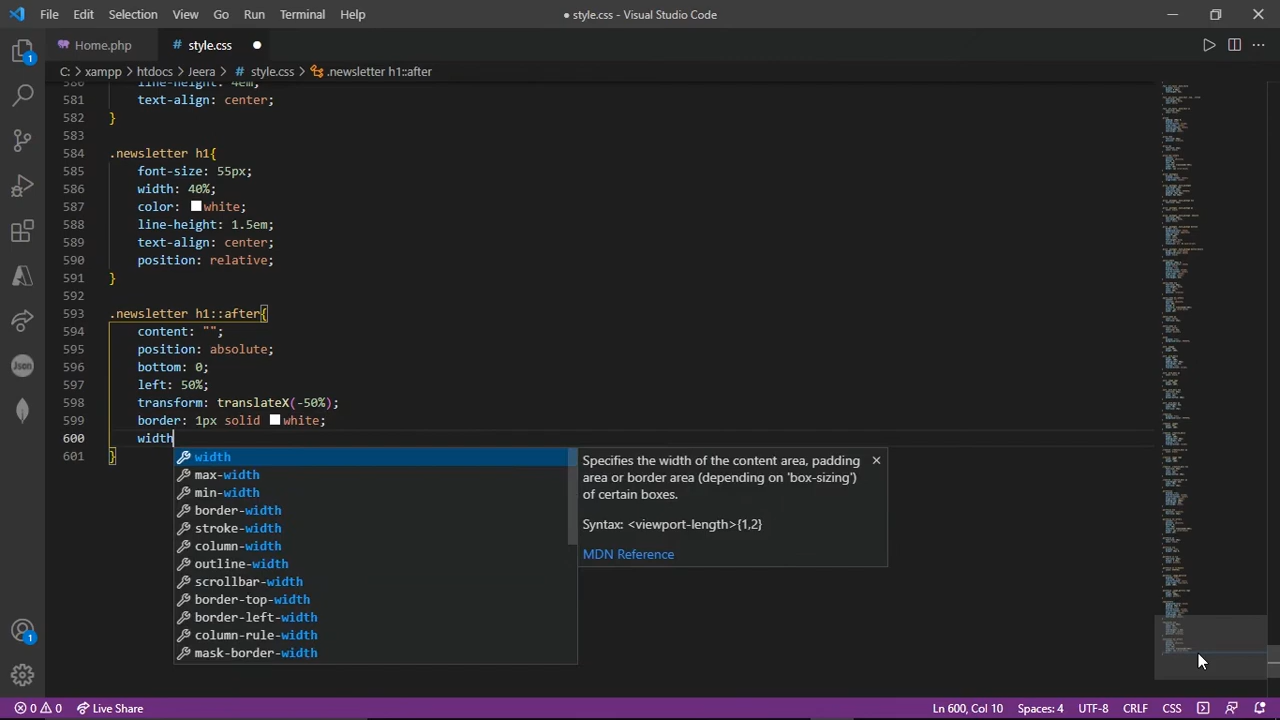 File Edit Selection View Go Run Terminal Help
● style.css - Visual Studio Code
Home.php
# style.css ●
C: > xampp > htdocs > Jeera > # style.css > .newsletter h1::after
580 line-height: 4em;
581 text-align: center;
582 }
583
584 .newsletter h1{
585 font-size: 55px;
586 width: 40%;
587 color: white;
588 line-height: 1.5em;
589 text-align: center;
590 position: relative;
591 }
592
593 .newsletter h1::after{
594 content: "";
595 position: absolute;
596 bottom: 0;
597 left: 50%;
598 transform: translateX(-50%);
599 border: 1px solid white;
600 width
601 }
width
max-width
min-width
border-width
stroke-width
column-width
outline-width
scrollbar-width
border-top-width
border-left-width
column-rule-width
mask-border-width
Specifies the width of the content area, padding
area or border area (depending on 'box-sizing')
of certain boxes.
Syntax: <viewport-length>{1,2}
MDN Reference
1
Json
1
0 0 Live Share
Ln 600, Col 10 Spaces: 4 UTF-8 CRLF CSS